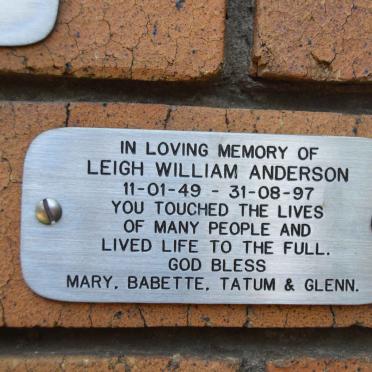 IN LOVING MEMORY OF
LEIGH WILLIAM ANDERSON
11-01-49 - 31-08-97
YOU TOUCHED THE LIVES
OF MANY PEOPLE AND
LIVED LIFE TO THE FULL.
GOD BLESS
MARY, BABETTE, TATUM & GLENN.